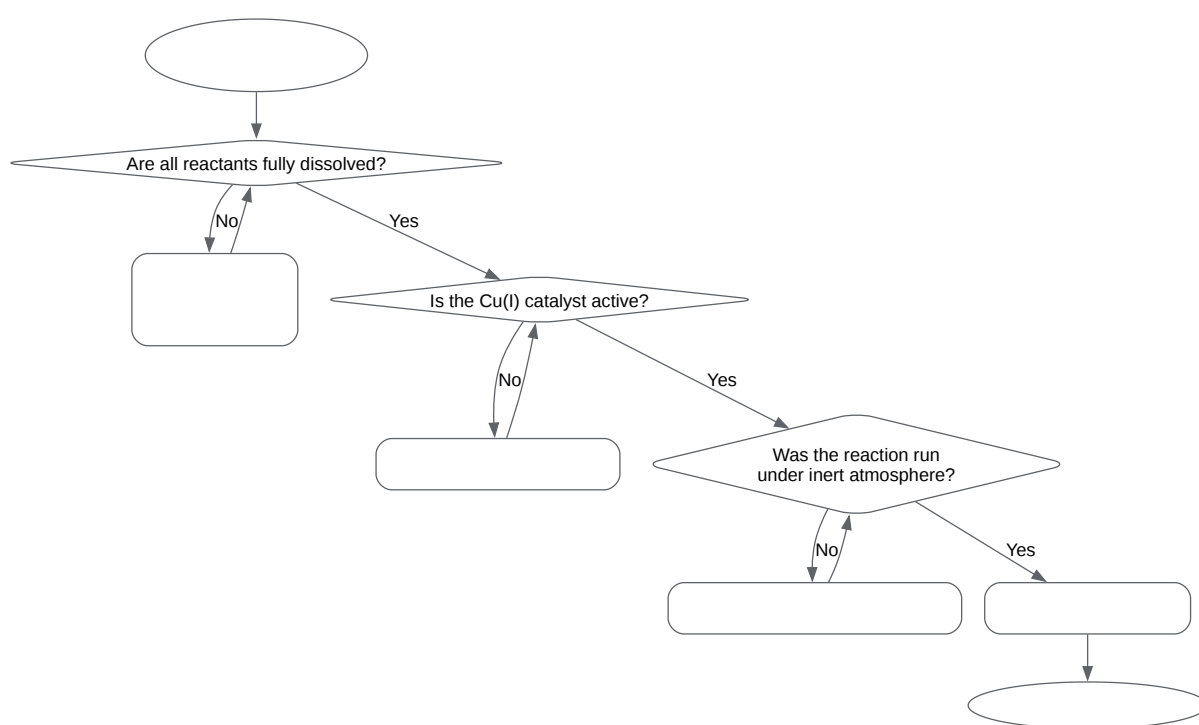 Are all reactants fully dissolved?
No
Yes
Is the Cu(I) catalyst active?
No
Yes
Was the reaction run
under inert atmosphere?
No
Yes